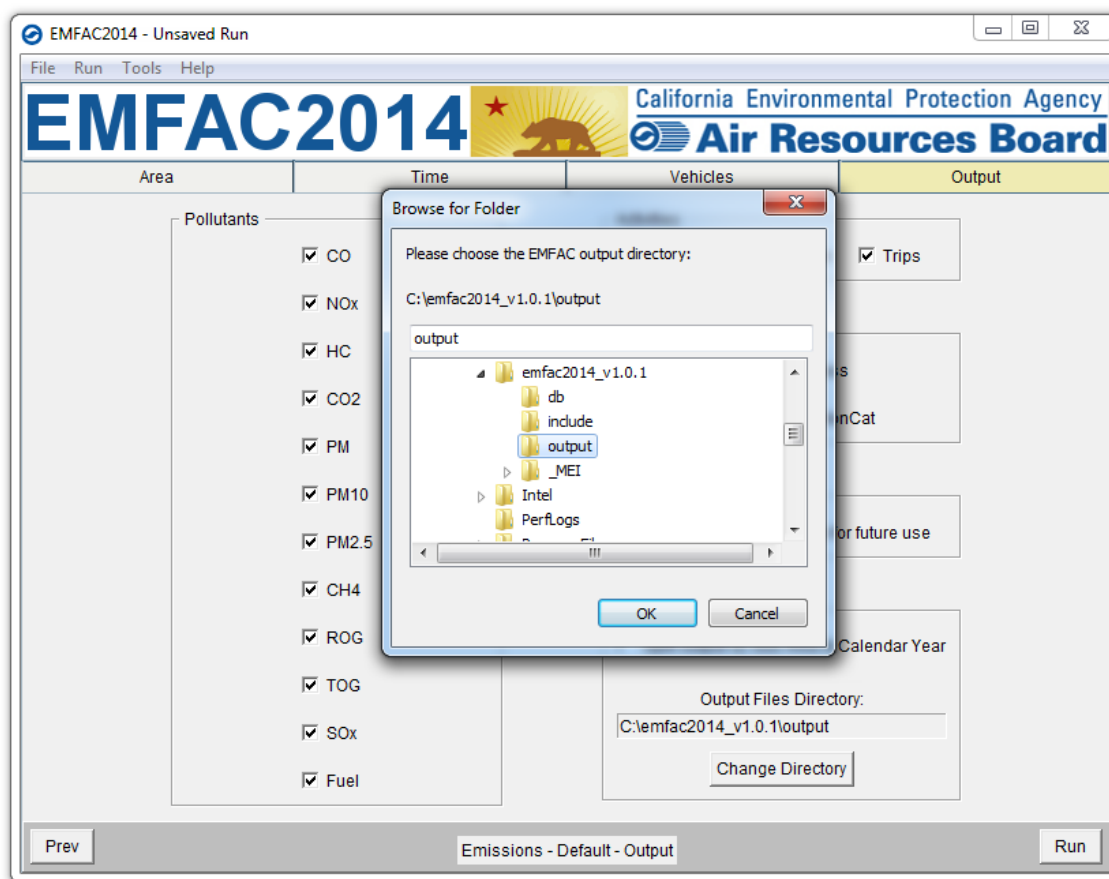 EMFAC2014 - Unsaved Run
File Run Tools Help
EMFAC2014
California Environmental Protection Agency
Air Resources Board
Area Time Vehicles Output
Browse for Folder
Please choose the EMFAC output directory:
C:\emfac2014_v1.0.1\output
output
emfac2014_v1.0.1
db
include
output
_MEI
Intel
PerfLogs
OK Cancel
Pollutants
CO
NOx
HC
CO2
PM
PM10
PM2.5
CH4
ROG
TOG
SOx
Fuel
Trips
or future use
Calendar Year
Output Files Directory:
C:\emfac2014_v1.0.1\output
Change Directory
Prev
Emissions - Default - Output
Run